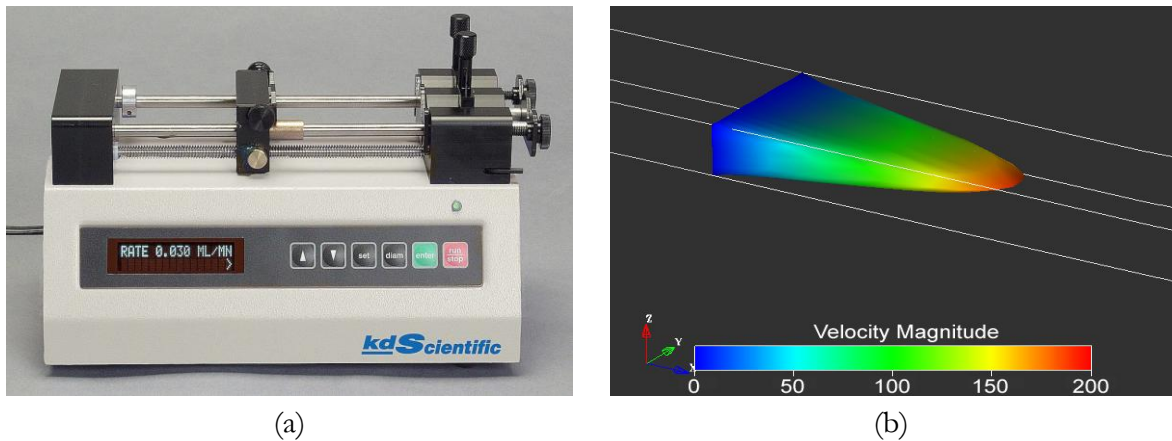 RATE 0.030 ML/MN
>
set
diam
enter
run
stop
kdScientific
(a)
Velocity Magnitude
Z
Y
X
0 50 100 150 200
(b)